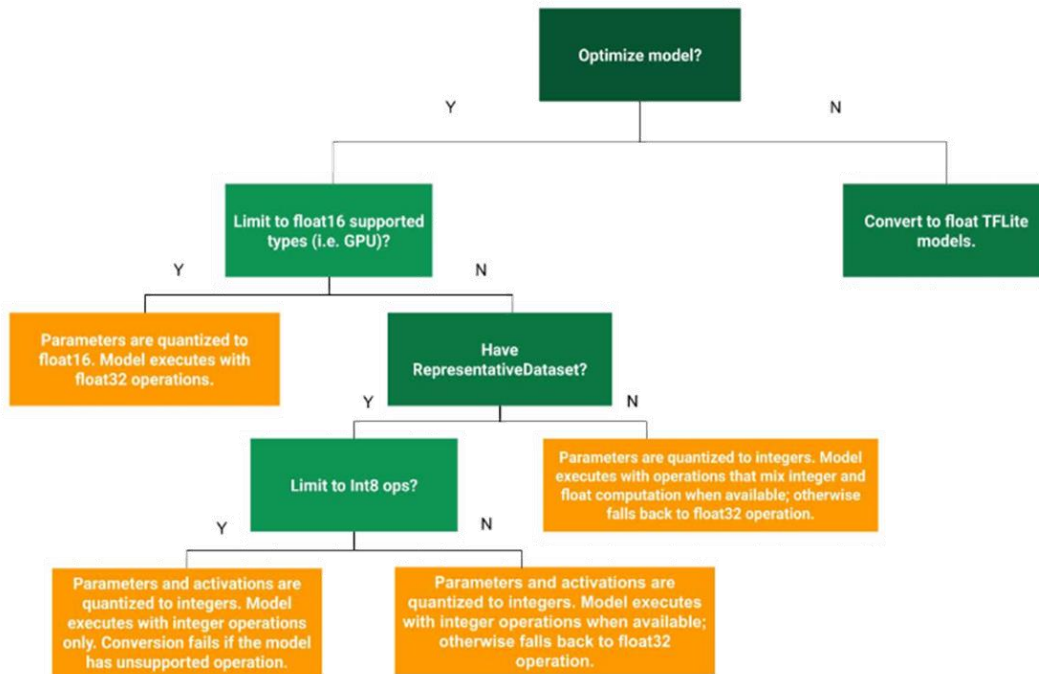 Optimize model?
Y
N
Limit to float16 supported
types (i.e. GPU)?
Convert to float TFLite
models.
Y
N
Parameters are quantized to
float16. Model executes with
float32 operations.
Have
RepresentativeDataset?
Y
N
Limit to Int8 ops?
Parameters are quantized to integers. Model
executes with operations that mix integer and
float computation when available; otherwise
falls back to float32 operation.
Y
N
Parameters and activations are
quantized to integers. Model
executes with integer operations
only. Conversion fails if the model
has unsupported operation.
Parameters and activations are
quantized to integers. Model executes
with integer operations when available;
otherwise falls back to float32
operation.